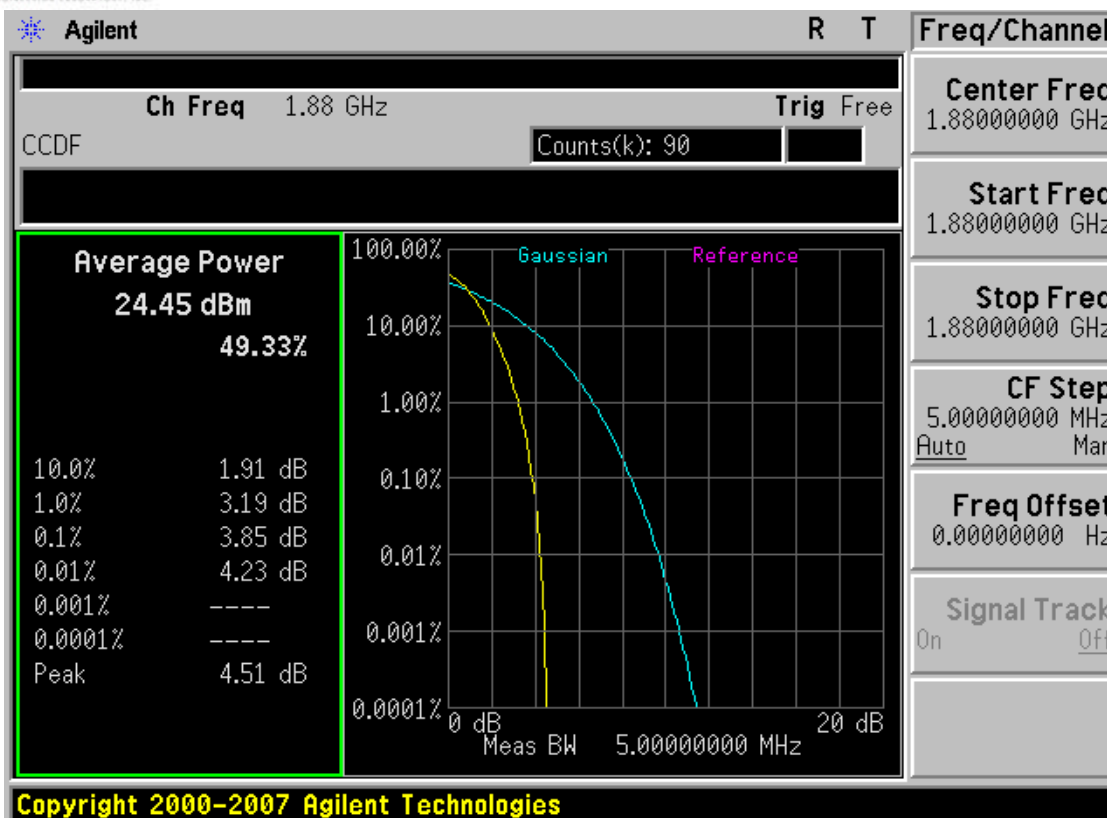 Agilent R T
Ch Freq 1.88 GHz Trig Free
CCDF Counts(k): 90
Average Power
24.45 dBm
49.33%
10.0% 1.91 dB
1.0% 3.19 dB
0.1% 3.85 dB
0.01% 4.23 dB
0.001% ----
0.0001% ----
Peak 4.51 dB
Gaussian Reference
100.00%
10.00%
1.00%
0.10%
0.01%
0.001%
0.0001%
0 dB 20 dB
Meas BW 5.00000000 MHz
Freq/Channel
Center Freq
1.88000000 GHz
Start Freq
1.88000000 GHz
Stop Freq
1.88000000 GHz
CF Step
5.00000000 MHz
Auto Man
Freq Offset
0.00000000 Hz
Signal Track
On Off
Copyright 2000-2007 Agilent Technologies